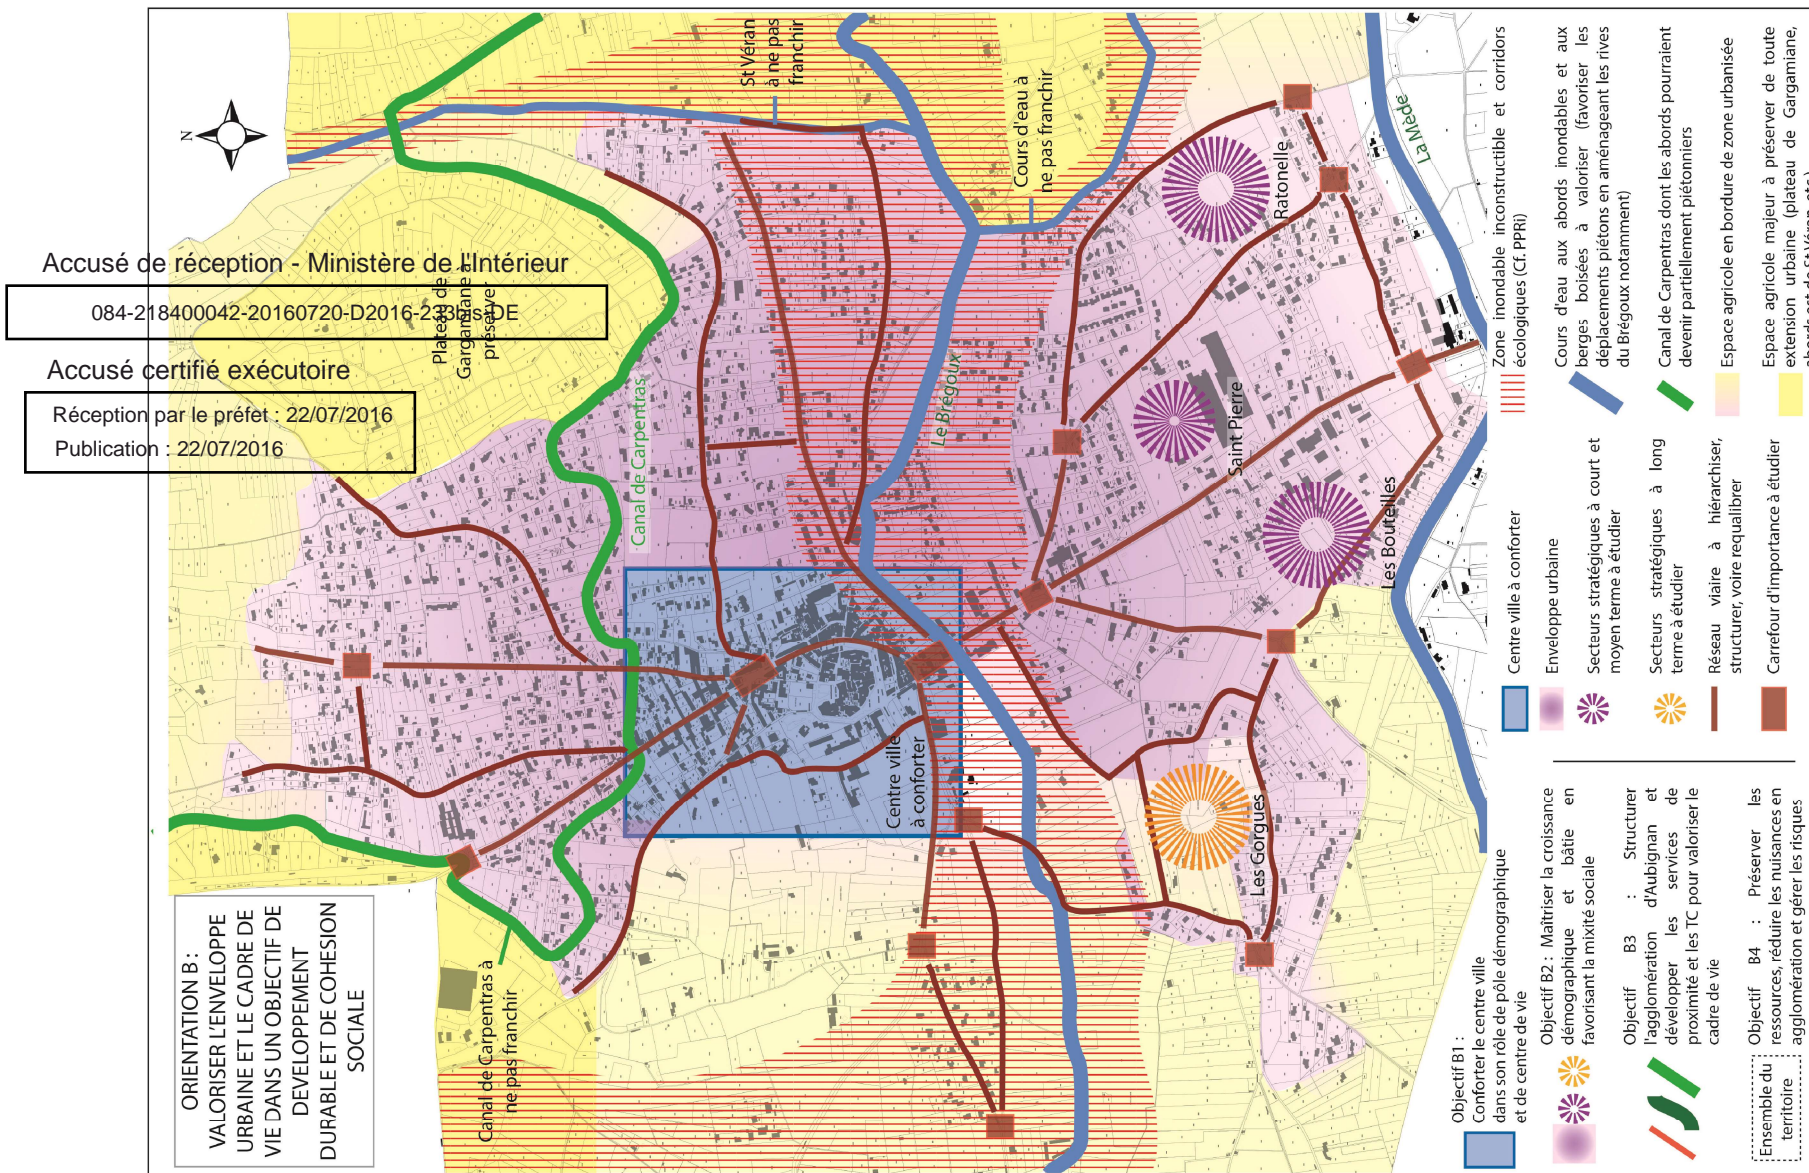 Accusé de réception - Ministère de l'Intérieur
084-218400042-20160720-D2016-233bis-DE
Accusé certifié exécutoire
Réception par le préfet : 22/07/2016
Publication : 22/07/2016
ORIENTATION B :
VALORISER L'ENVELOPPE
URBAINE ET LE CADRE DE
VIE DANS UN OBJECTIF DE
DEVELOPPEMENT
DURABLE ET DE COHESION
SOCIALE
N
Plateau de
Gargamiane à
préserver
St Véran
à ne pas
franchir
Cours d'eau à
ne pas franchir
Canal de Carpentras
Le Brégoux
La Mède
Ratonelle
Saint Pierre
Les Bouteilles
Les Gorgues
Centre ville
à conforter
Canal de Carpentras à
ne pas franchir
Objectif B1 :
Conforter le centre ville
dans son rôle de pôle démographique
et de centre de vie
Objectif B2 : Maîtriser la croissance
démographique et bâtie en
favorisant la mixité sociale
Objectif B3 : Structurer
l'agglomération d'Aubignan et
développer les services de
proximité et les TC pour valoriser le
cadre de vie
Ensemble du
territoire
Objectif B4 : Préserver les
ressources, réduire les nuisances en
agglomération et gérer les risques
Centre ville à conforter
Enveloppe urbaine
Secteurs stratégiques à court et
moyen terme à étudier
Secteurs stratégiques à long
terme à étudier
Réseau viaire à hiérarchiser,
structurer, voire requalibrer
Carrefour d'importance à étudier
Zone inondable inconstructible et corridors
écologiques (Cf. PPRi)
Cours d'eau aux abords inondables et aux
berges boisées à valoriser (favoriser les
déplacements piétons en aménageant les rives
du Brégoux notamment)
Canal de Carpentras dont les abords pourraient
devenir partiellement piétonniers
Espace agricole en bordure de zone urbanisée
Espace agricole majeur à préserver de toute
extension urbaine (plateau de Gargamiane,